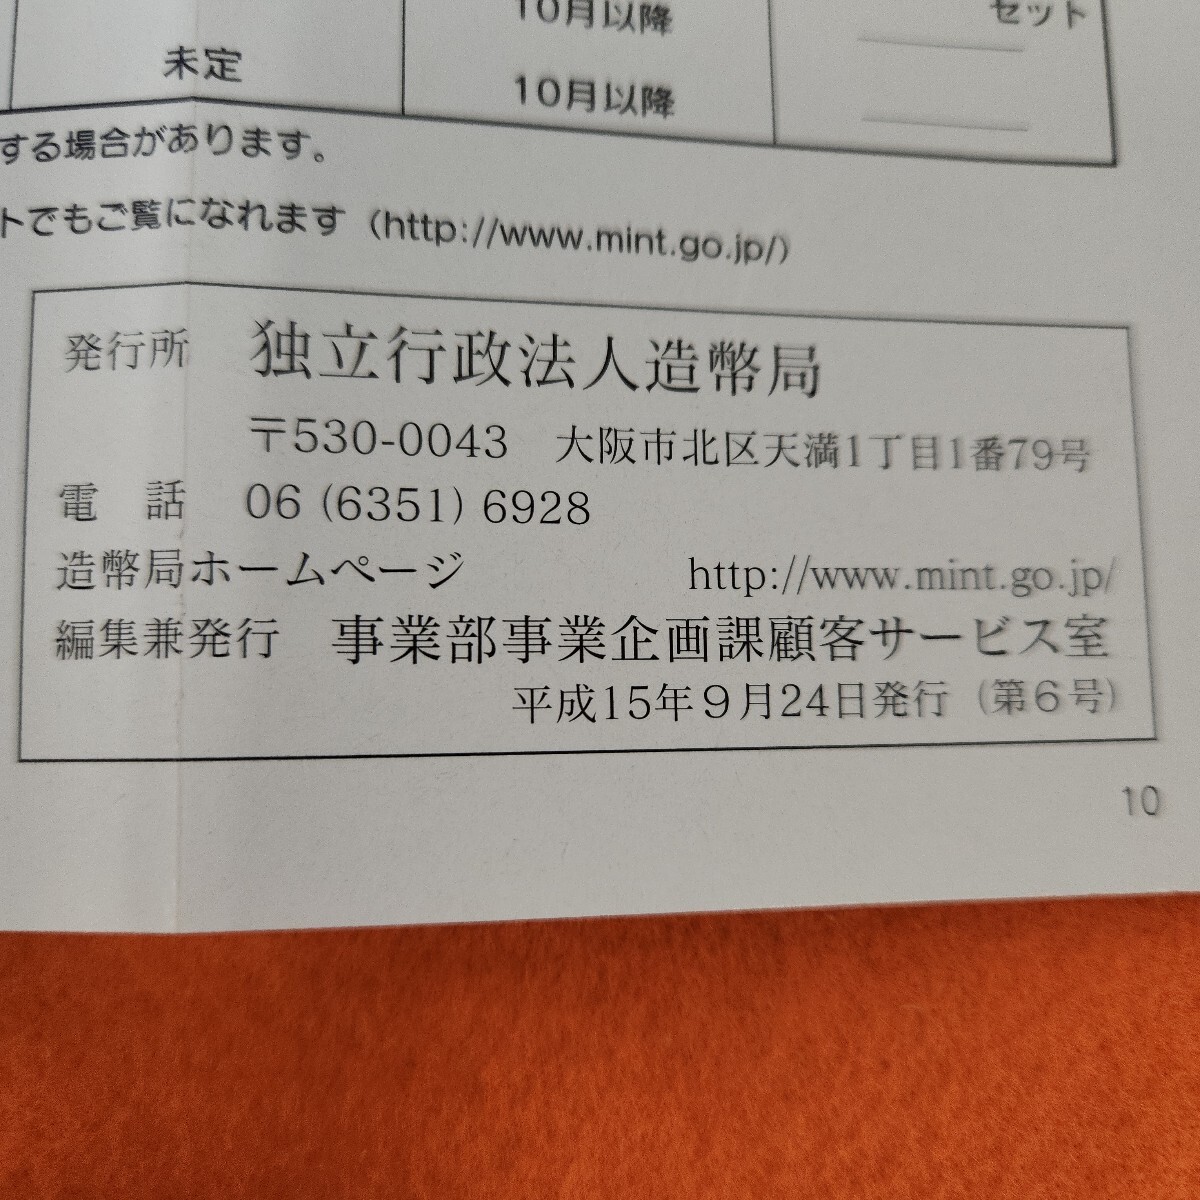 10月以降
セット
未定
10月以降
する場合があります。
トでもご覧になれます（http://www.mint.go.jp/）
発行所　独立行政法人造幣局
〒530-0043　大阪市北区天満1丁目1番79号
電　話　06（6351）6928
造幣局ホームページ　http://www.mint.go.jp/
編集兼発行　事業部事業企画課顧客サービス室
平成15年9月24日発行（第6号）
10